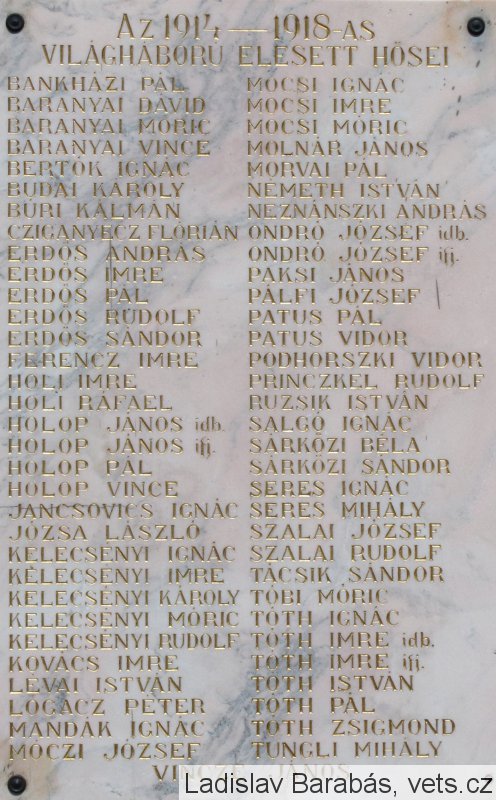 Az 1914—1918-AS
VILÁGHÁBORÚ ELESETT HŐSEI
BANKHÁZI PÁL
BARANYAI DÁVID
BARANYAI MÓRIC
BARANYAI VINCE
BERTÓK IGNÁC
BUDAI KÁROLY
BÚRI KÁLMÁN
CZIGANYECZ FLÓRIÁN
ERDŐS ANDRÁS
ERDŐS IMRE
ERDŐS PÁL
ERDŐS RUDOLF
ERDŐS SÁNDOR
FERENCZ IMRE
HOLI IMRE
HOLI RÁFAEL
HOLOP JÁNOS idb.
HOLOP JÁNOS ifj.
HOLOP PÁL
HOLOP VINCE
JANCSOVICS IGNÁC
JÓZSA LÁSZLÓ
KELECSÉNYI IGNÁC
KELECSÉNYI IMRE
KELECSÉNYI KÁROLY
KELECSÉNYI MÓRIC
KELECSÉNYI RUDOLF
KOVÁCS IMRE
LÉVAI ISTVÁN
LOGACZ PÉTER
MANDÁK IGNÁC
MÓCZI JÓZSEF
MOCSI IGNÁC
MOCSI IMRE
MOCSI MÓRIC
MOLNÁR JÁNOS
MORVAI PÁL
NÉMETH ISTVÁN
NEZNÁNSZKI ANDRÁS
ONDRÓ JÓZSEF idb.
ONDRÓ JÓZSEF ifj.
PAKSI JÁNOS
PÁLFI JÓZSEF
PATUS PÁL
PATUS VIDOR
PODHORSZKI VIDOR
PRINCZKEL RUDOLF
RUZSIK ISTVÁN
SALGÓ IGNÁC
SÁRKÖZI BÉLA
SÁRKÖZI SÁNDOR
SERES IGNÁC
SERES MIHÁLY
SZALAI JÓZSEF
SZALAI RUDOLF
TACSIK SÁNDOR
TÓBI MÓRIC
TÓTH IGNÁC
TÓTH IMRE idb.
TÓTH IMRE ifj.
TÓTH ISTVÁN
TÓTH PÁL
TÓTH ZSIGMOND
TUNGLI MIHÁLY
VINCZE JÁNOS
Ladislav Barabás, vets.cz